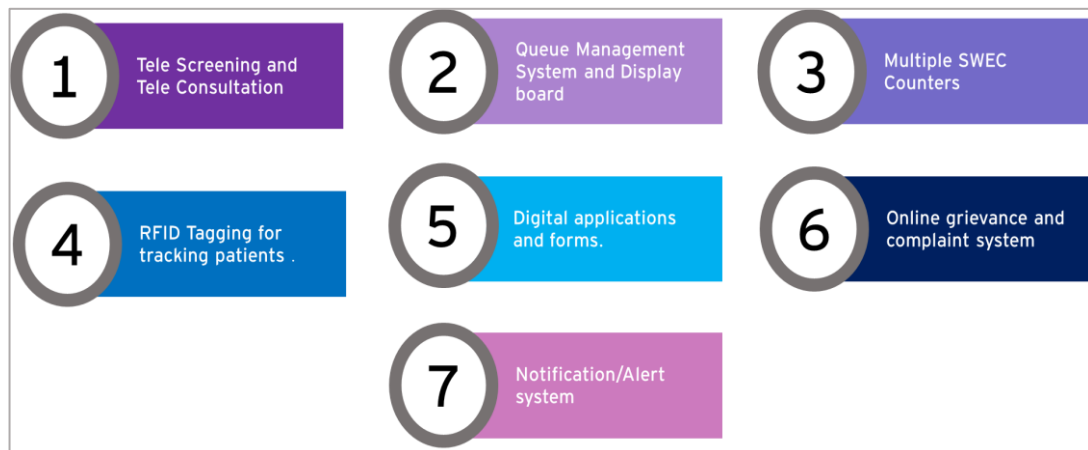 1
Tele Screening and
Tele Consultation
2
Queue Management
System and Display
board
3
Multiple SWEC
Counters
4
RFID Tagging for
tracking patients .
5
Digital applications
and forms.
6
Online grievance and
complaint system
7
Notification/Alert
system